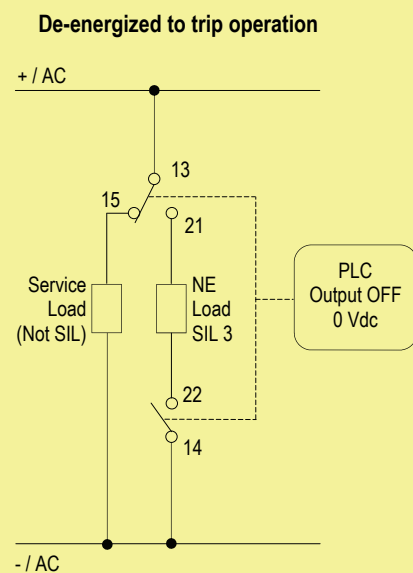 De-energized to trip operation
+ / AC
13
15
21
Service
Load
(Not SIL)
NE
Load
SIL 3
PLC
Output OFF
0 Vdc
22
14
- / AC